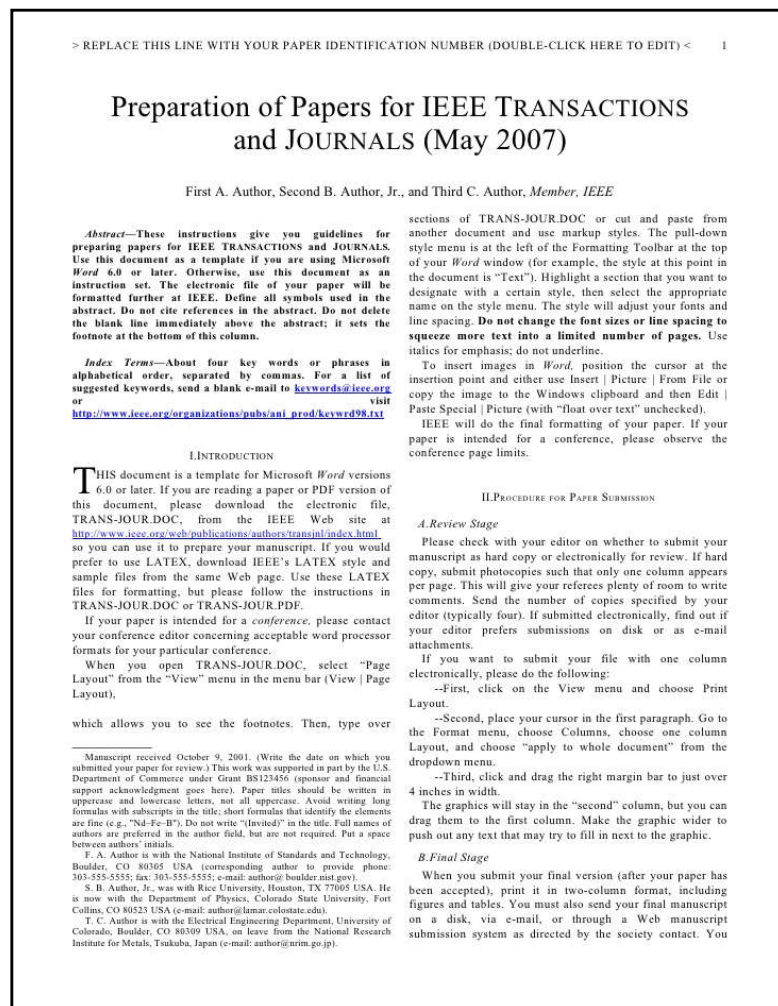 > REPLACE THIS LINE WITH YOUR PAPER IDENTIFICATION NUMBER (DOUBLE-CLICK HERE TO EDIT) < 1
Preparation of Papers for IEEE TRANSACTIONS
and JOURNALS (May 2007)
First A. Author, Second B. Author, Jr., and Third C. Author, Member, IEEE
Abstract—These instructions give you guidelines for
preparing papers for IEEE TRANSACTIONS and JOURNALS.
Use this document as a template if you are using Microsoft
Word 6.0 or later. Otherwise, use this document as an
instruction set. The electronic file of your paper will be
formatted further at IEEE. Define all symbols used in the
abstract. Do not cite references in the abstract. Do not delete
the blank line immediately above the abstract; it sets the
footnote at the bottom of this column.
Index Terms—About four key words or phrases in
alphabetical order, separated by commas. For a list of
suggested keywords, send a blank e-mail to keywords@ieee.org
or visit
http://www.ieee.org/organizations/pubs/ani_prod/keywrd98.txt
I.INTRODUCTION
THIS document is a template for Microsoft Word versions
6.0 or later. If you are reading a paper or PDF version of
this document, please download the electronic file,
TRANS-JOUR.DOC, from the IEEE Web site at
http://www.ieee.org/web/publications/authors/transjnl/index.html
so you can use it to prepare your manuscript. If you would
prefer to use LATEX, download IEEE's LATEX style and
sample files from the same Web page. Use these LATEX
files for formatting, but please follow the instructions in
TRANS-JOUR.DOC or TRANS-JOUR.PDF.
If your paper is intended for a conference, please contact
your conference editor concerning acceptable word processor
formats for your particular conference.
When you open TRANS-JOUR.DOC, select “Page
Layout” from the “View” menu in the menu bar (View | Page
Layout),
which allows you to see the footnotes. Then, type over
Manuscript received October 9, 2001. (Write the date on which you
submitted your paper for review.) This work was supported in part by the U.S.
Department of Commerce under Grant BS123456 (sponsor and financial
support acknowledgment goes here). Paper titles should be written in
uppercase and lowercase letters, not all uppercase. Avoid writing long
formulas with subscripts in the title; short formulas that identify the elements
are fine (e.g., "Nd–Fe–B"). Do not write “(Invited)” in the title. Full names of
authors are preferred in the author field, but are not required. Put a space
between authors' initials.
F. A. Author is with the National Institute of Standards and Technology,
Boulder, CO 80305 USA (corresponding author to provide phone:
303-555-5555; fax: 303-555-5555; e-mail: author@ boulder.nist.gov).
S. B. Author, Jr., was with Rice University, Houston, TX 77005 USA. He
is now with the Department of Physics, Colorado State University, Fort
Collins, CO 80523 USA (e-mail: author@lamar.colostate.edu).
T. C. Author is with the Electrical Engineering Department, University of
Colorado, Boulder, CO 80309 USA, on leave from the National Research
Institute for Metals, Tsukuba, Japan (e-mail: author@nrim.go.jp).
sections of TRANS-JOUR.DOC or cut and paste from
another document and use markup styles. The pull-down
style menu is at the left of the Formatting Toolbar at the top
of your Word window (for example, the style at this point in
the document is “Text”). Highlight a section that you want to
designate with a certain style, then select the appropriate
name on the style menu. The style will adjust your fonts and
line spacing. Do not change the font sizes or line spacing to
squeeze more text into a limited number of pages. Use
italics for emphasis; do not underline.
To insert images in Word, position the cursor at the
insertion point and either use Insert | Picture | From File or
copy the image to the Windows clipboard and then Edit |
Paste Special | Picture (with “float over text” unchecked).
IEEE will do the final formatting of your paper. If your
paper is intended for a conference, please observe the
conference page limits.
II.PROCEDURE FOR PAPER SUBMISSION
A.Review Stage
Please check with your editor on whether to submit your
manuscript as hard copy or electronically for review. If hard
copy, submit photocopies such that only one column appears
per page. This will give your referees plenty of room to write
comments. Send the number of copies specified by your
editor (typically four). If submitted electronically, find out if
your editor prefers submissions on disk or as e-mail
attachments.
If you want to submit your file with one column
electronically, please do the following:
--First, click on the View menu and choose Print
Layout.
--Second, place your cursor in the first paragraph. Go to
the Format menu, choose Columns, choose one column
Layout, and choose “apply to whole document” from the
dropdown menu.
--Third, click and drag the right margin bar to just over
4 inches in width.
The graphics will stay in the “second” column, but you can
drag them to the first column. Make the graphic wider to
push out any text that may try to fill in next to the graphic.
B.Final Stage
When you submit your final version (after your paper has
been accepted), print it in two-column format, including
figures and tables. You must also send your final manuscript
on a disk, via e-mail, or through a Web manuscript
submission system as directed by the society contact. You